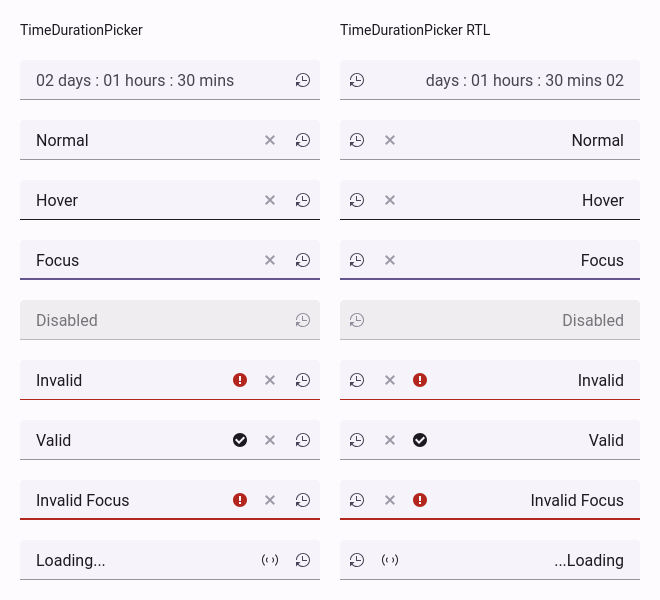 TimeDurationPicker
TimeDurationPicker RTL
02 days : 01 hours : 30 mins
days : 01 hours : 30 mins 02
Normal
Normal
Hover
Hover
Focus
Focus
Disabled
Disabled
Invalid
Invalid
Valid
Valid
Invalid Focus
Invalid Focus
Loading...
...Loading